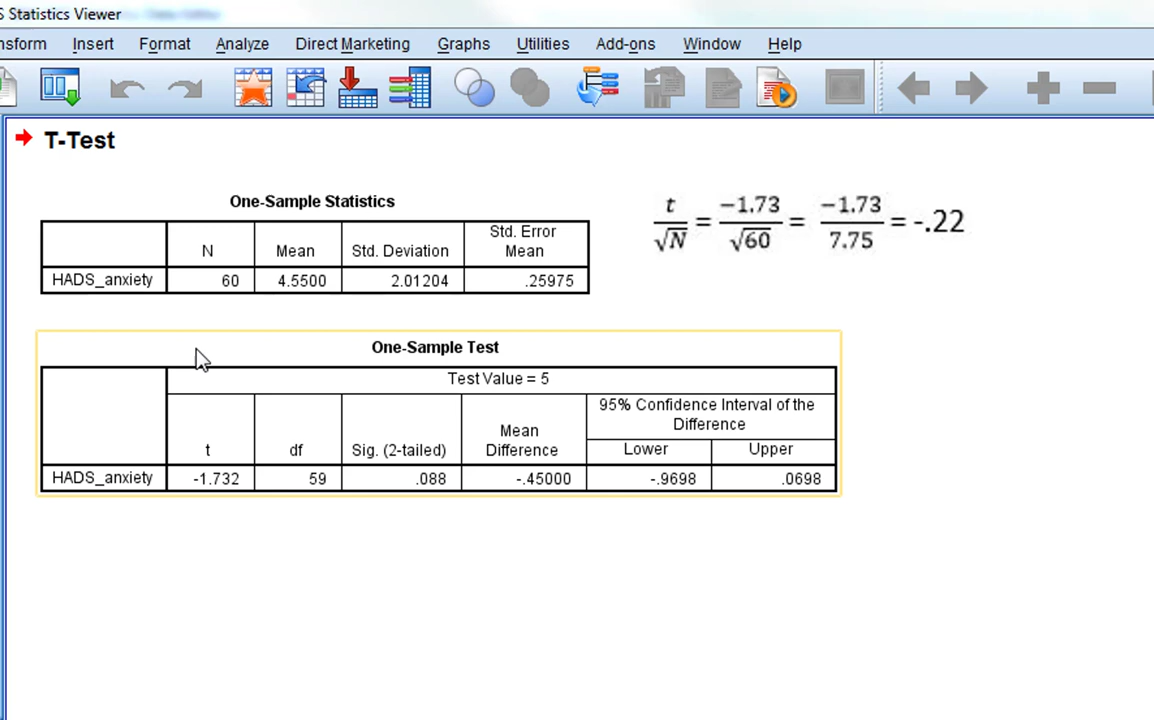 S Statistics Viewer
nsform Insert Format Analyze Direct Marketing Graphs Utilities Add-ons Window Help
T-Test
One-Sample Statistics
N Mean Std. Deviation Std. Error Mean
HADS_anxiety 60 4.5500 2.01204 .25975
t/√N = -1.73/√60 = -1.73/7.75 = -.22
One-Sample Test
Test Value = 5
95% Confidence Interval of the Difference
t df Sig. (2-tailed) Mean Difference Lower Upper
HADS_anxiety -1.732 59 .088 -.45000 -.9698 .0698